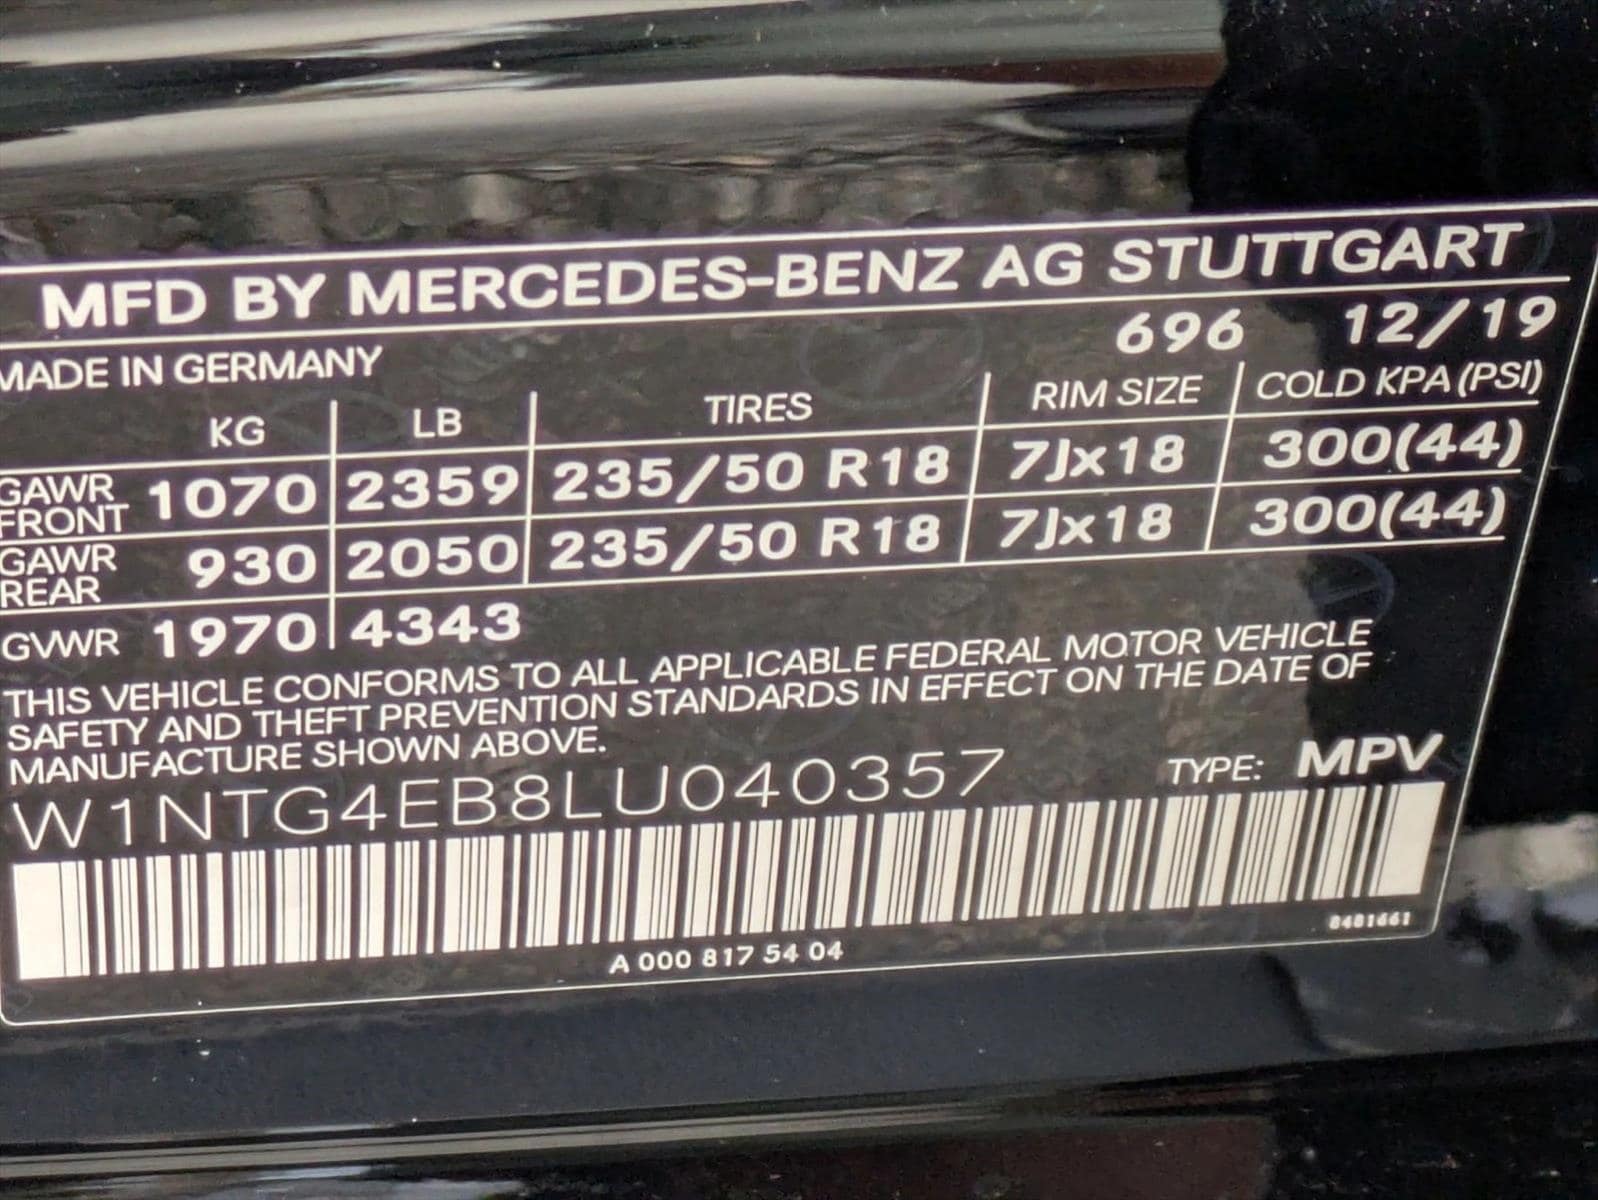 MFD BY MERCEDES-BENZ AG STUTTGART
MADE IN GERMANY 696 12/19
KG LB TIRES RIM SIZE COLD KPA (PSI)
GAWR FRONT 1070 2359 235/50 R18 7Jx18 300(44)
GAWR REAR 930 2050 235/50 R18 7Jx18 300(44)
GVWR 1970 4343
THIS VEHICLE CONFORMS TO ALL APPLICABLE FEDERAL MOTOR VEHICLE
SAFETY AND THEFT PREVENTION STANDARDS IN EFFECT ON THE DATE OF
MANUFACTURE SHOWN ABOVE.
W1NTG4EB8LU040357 TYPE: MPV
A 000 817 54 04
8481661